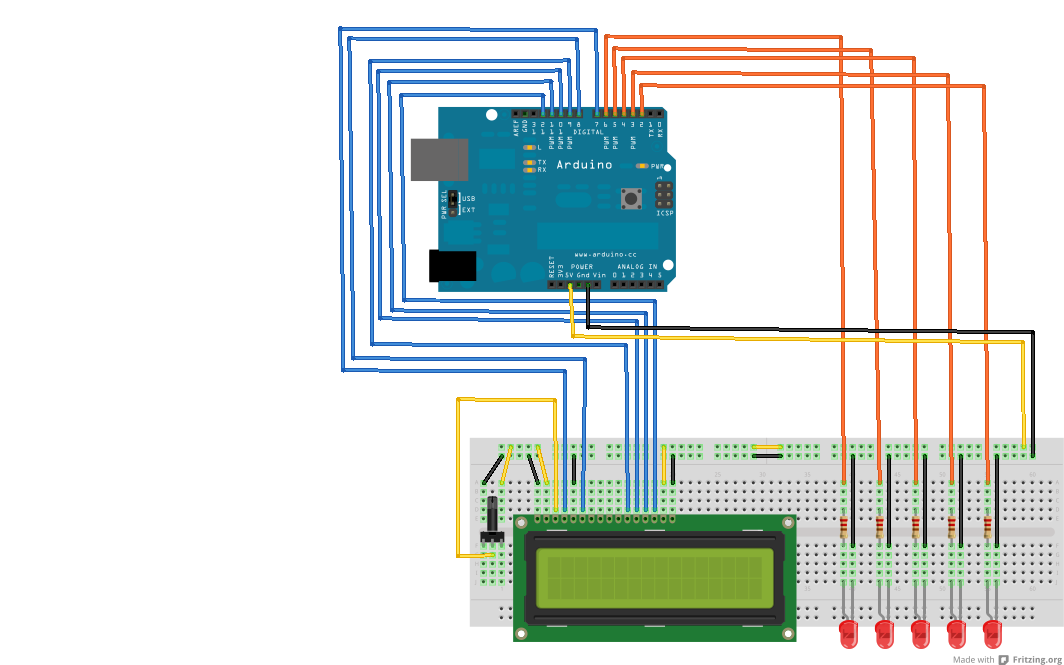 AREF
GND
13
12
11
10
9
8
7
6
5
4
3
2
1
0
DIGITAL
PWM
PWM
PWM
PWM
PWM
PWM
TX
RX
L
TX
RX
Arduino
PWR
PWR SEL
USB
EXT
ICSP
www.arduino.cc
POWER
ANALOG IN
RESET
3V3
5V Gnd Vin
0 1 2 3 4 5
Made with Fritzing.org